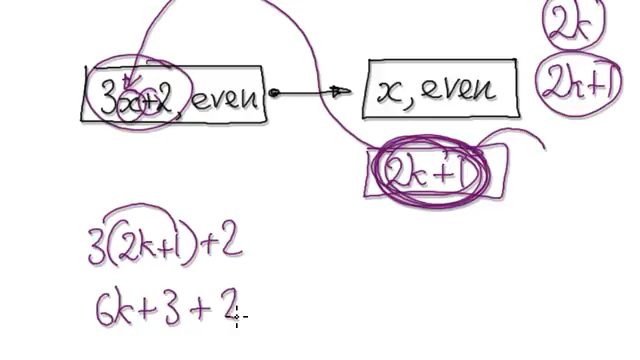 2k
3x+2, even
x, even
2k+1
2k+1
3(2k+1)+2
6k+3+2